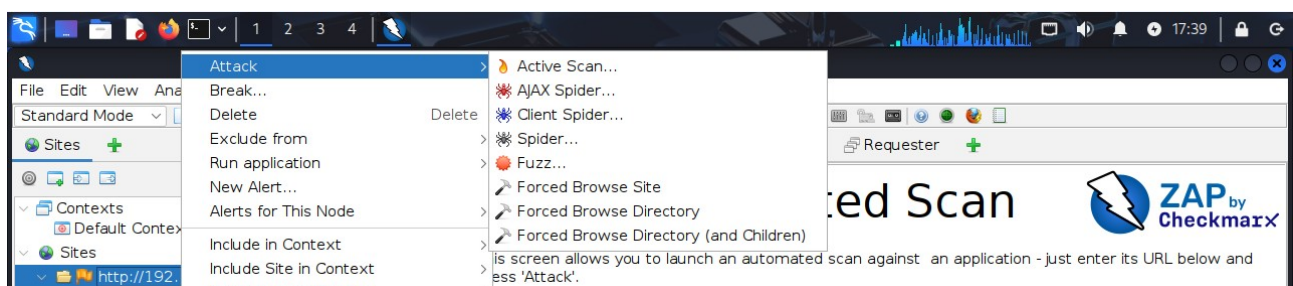 1 2 3 4 17:39
File Edit View Ana
Standard Mode
Sites
Contexts
Default Contex
Sites
http://192.
Attack
Break...
Delete Delete
Exclude from
Run application
New Alert...
Alerts for This Node
Include in Context
Include Site in Context
Active Scan...
AJAX Spider...
Client Spider...
Spider...
Fuzz...
Forced Browse Site
Forced Browse Directory
Forced Browse Directory (and Children)
Requester
ed Scan
ZAP by
Checkmarx
is screen allows you to launch an automated scan against an application - just enter its URL below and
ess 'Attack'.